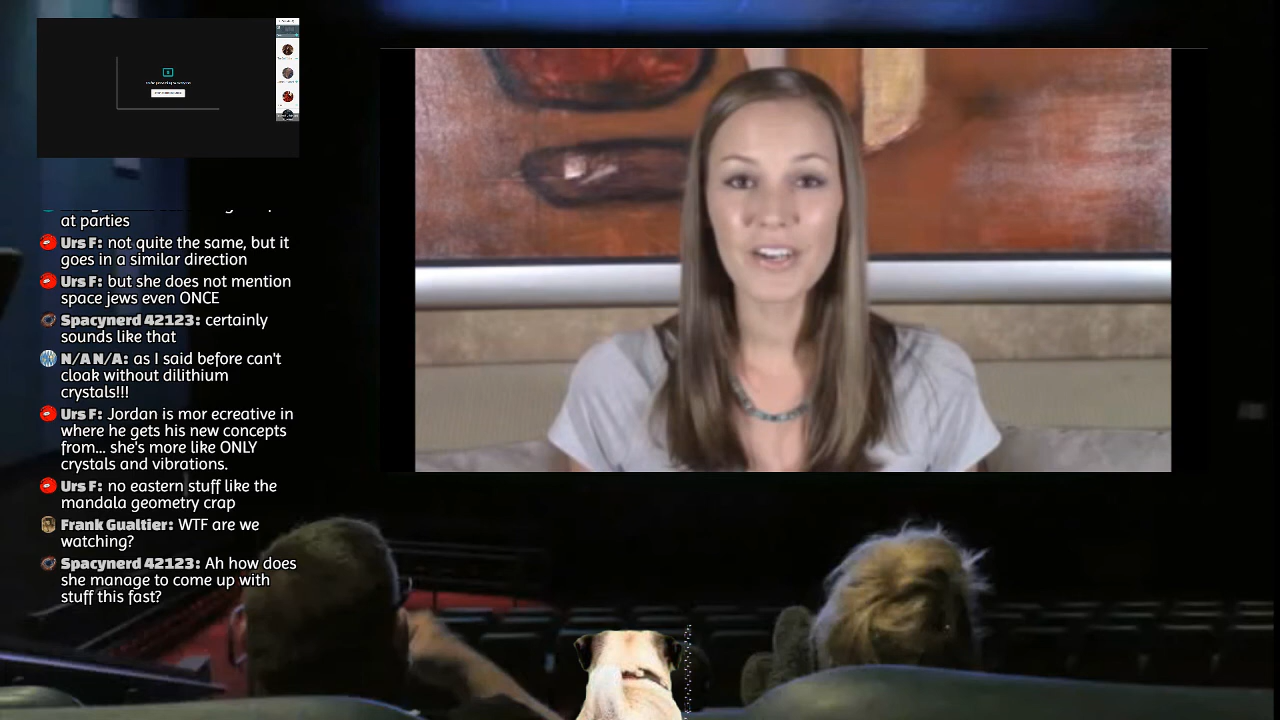 at parties
Urs F: not quite the same, but it
goes in a similar direction
Urs F: but she does not mention
space jews even ONCE
Spacynerd 42123: certainly
sounds like that
N/A N/A: as I said before can't
cloak without dilithium
crystals!!!
Urs F: Jordan is mor ecreative in
where he gets his new concepts
from... she's more like ONLY
crystals and vibrations.
Urs F: no eastern stuff like the
mandala geometry crap
Frank Gualtier: WTF are we
watching?
Spacynerd 42123: Ah how does
she manage to come up with
stuff this fast?